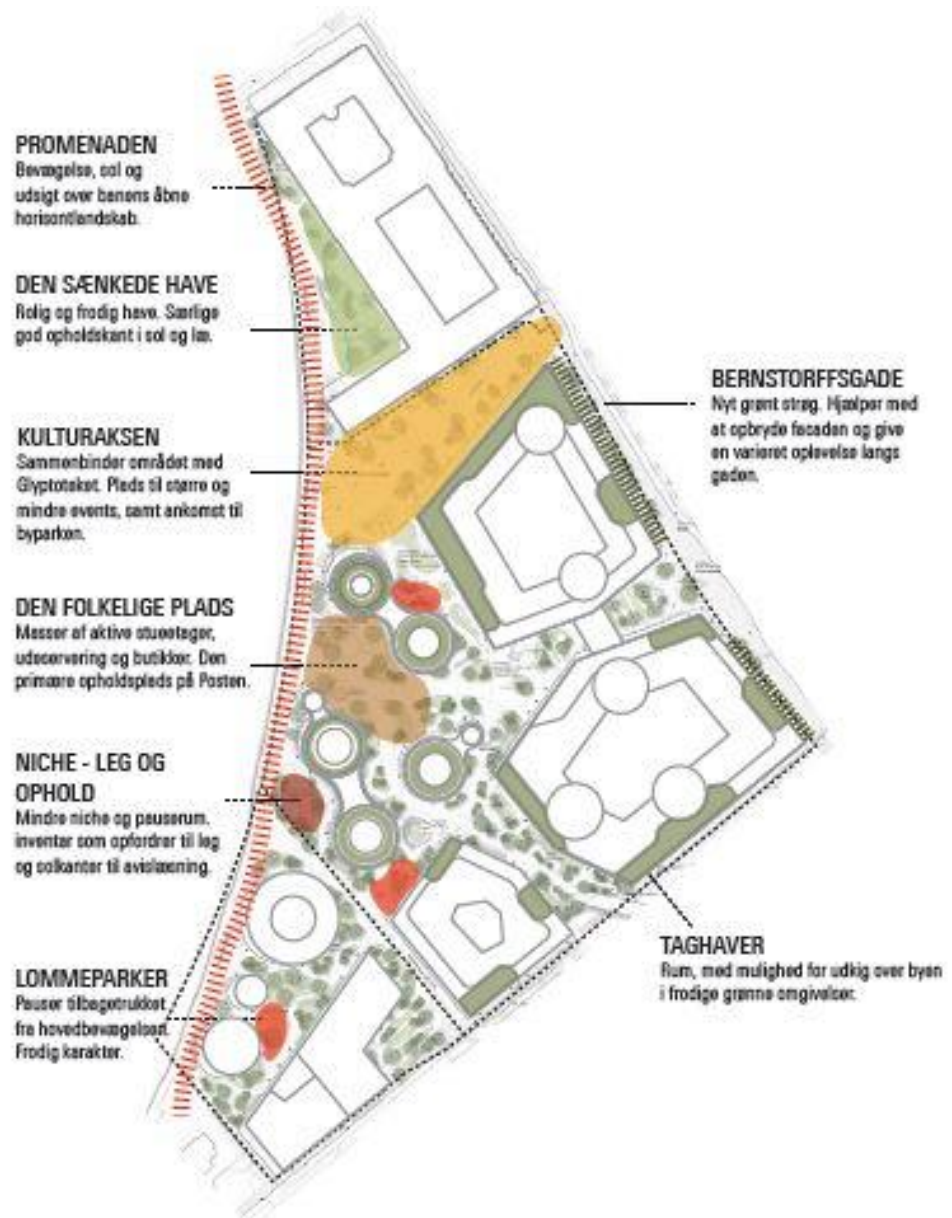 PROMENADEN
Bevægelse, sol og
udsigt over banens åbne
horisontlandskab.
DEN SÆNKEDE HAVE
Rolig og frodig have. Særlige
god opholdskant i sol og læ.
KULTURAKSEN
Sammenbinder området med
Glyptoteket. Plads til større og
mindre events, samt ankomst til
byparken.
DEN FOLKELIGE PLADS
Masser af aktive stueetager,
udeservering og butikker. Den
primære opholdsplads på Posten.
NICHE - LEG OG
OPHOLD
Mindre niche og pauserum.
inventar som opfordrer til leg
og solkanter til avislæsning.
LOMMEPARKER
Pauser tilbagetrukket
fra hovedbevægelsen.
Frodig karakter.
BERNSTORFFSGADE
Nyt grønt strøg. Hjælper med
at opbryde facaden og give
en varieret oplevelse langs
gaden.
TAGHAVER
Rum, med mulighed for udkig over byen
i frodige grønne omgivelser.